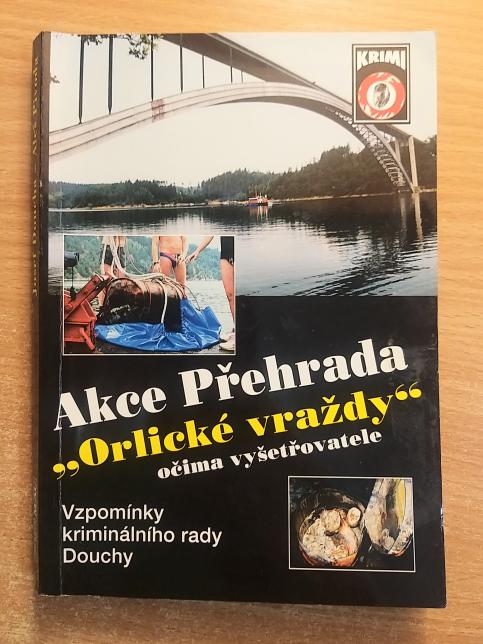 KRIMI
Akce Přehrada
„Orlické vraždy“
očima vyšetřovatele
Vzpomínky
kriminálního rady
Douchy